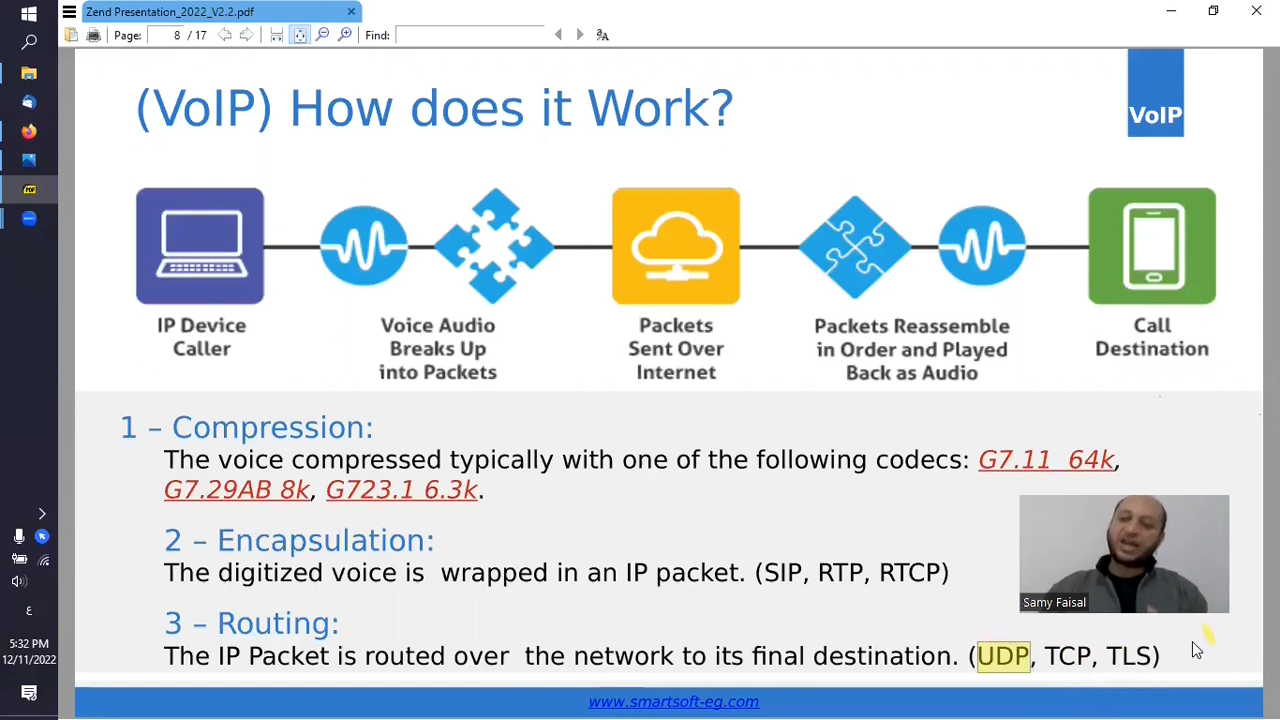 Zend Presentation_2022_V2.2.pdf
Page: 8 / 17 Find:
(VoIP) How does it Work?
VoIP
IP Device
Caller
Voice Audio
Breaks Up
into Packets
Packets
Sent Over
Internet
Packets Reassemble
in Order and Played
Back as Audio
Call
Destination
1 – Compression:
The voice compressed typically with one of the following codecs: G7.11 64k,
G7.29AB 8k, G723.1 6.3k.
2 – Encapsulation:
The digitized voice is wrapped in an IP packet. (SIP, RTP, RTCP)
3 – Routing:
The IP Packet is routed over the network to its final destination. (UDP, TCP, TLS)
Samy Faisal
www.smartsoft-eg.com
ع
5:32 PM
12/11/2022